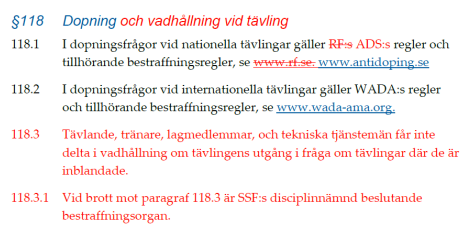 §118 Dopning och vadhållning vid tävling
118.1 I dopningsfrågor vid nationella tävlingar gäller RF:s ADS:s regler och
tillhörande bestraffningsregler, se www.rf.se. www.antidoping.se
118.2 I dopningsfrågor vid internationella tävlingar gäller WADA:s regler
och tillhörande bestraffningsregler, se www.wada-ama.org.
118.3 Tävlande, tränare, lagmedlemmar, och tekniska tjänstemän får inte
delta i vadhållning om tävlingens utgång i fråga om tävlingar där de är
inblandade.
118.3.1 Vid brott mot paragraf 118.3 är SSF:s disciplinnämnd beslutande
bestraffningsorgan.